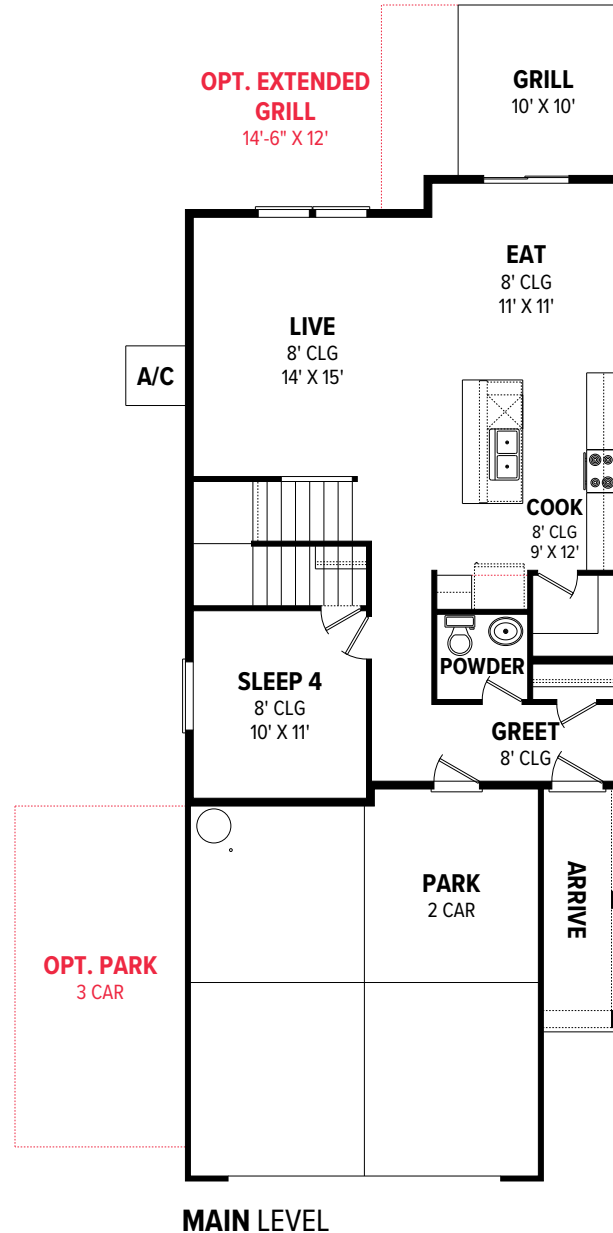 OPT. EXTENDED
GRILL
14'-6" X 12'
GRILL
10' X 10'
EAT
8' CLG
11' X 11'
LIVE
8' CLG
14' X 15'
A/C
COOK
8' CLG
9' X 12'
POWDER
SLEEP 4
8' CLG
10' X 11'
GREET
8' CLG
PARK
2 CAR
ARRIVE
OPT. PARK
3 CAR
MAIN LEVEL